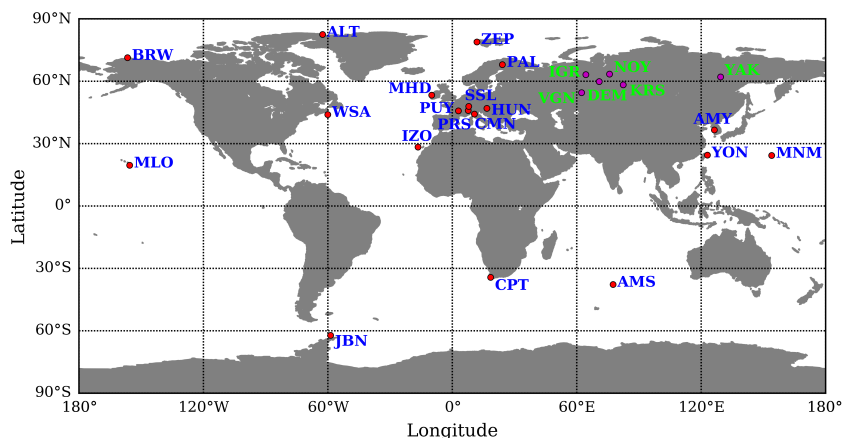 90°N
60°N
30°N
0°
30°S
60°S
90°S
Latitude
ALT
ZEP
BRW
PAL
IGR
NOY
YAK
MHD
SSL
VGN
DEM
KRS
WSA
PUY
HUN
PRS
CMN
AMY
IZO
YON
MNM
MLO
CPT
AMS
JBN
180°
120°W
60°W
0°
60°E
120°E
180°
Longitude